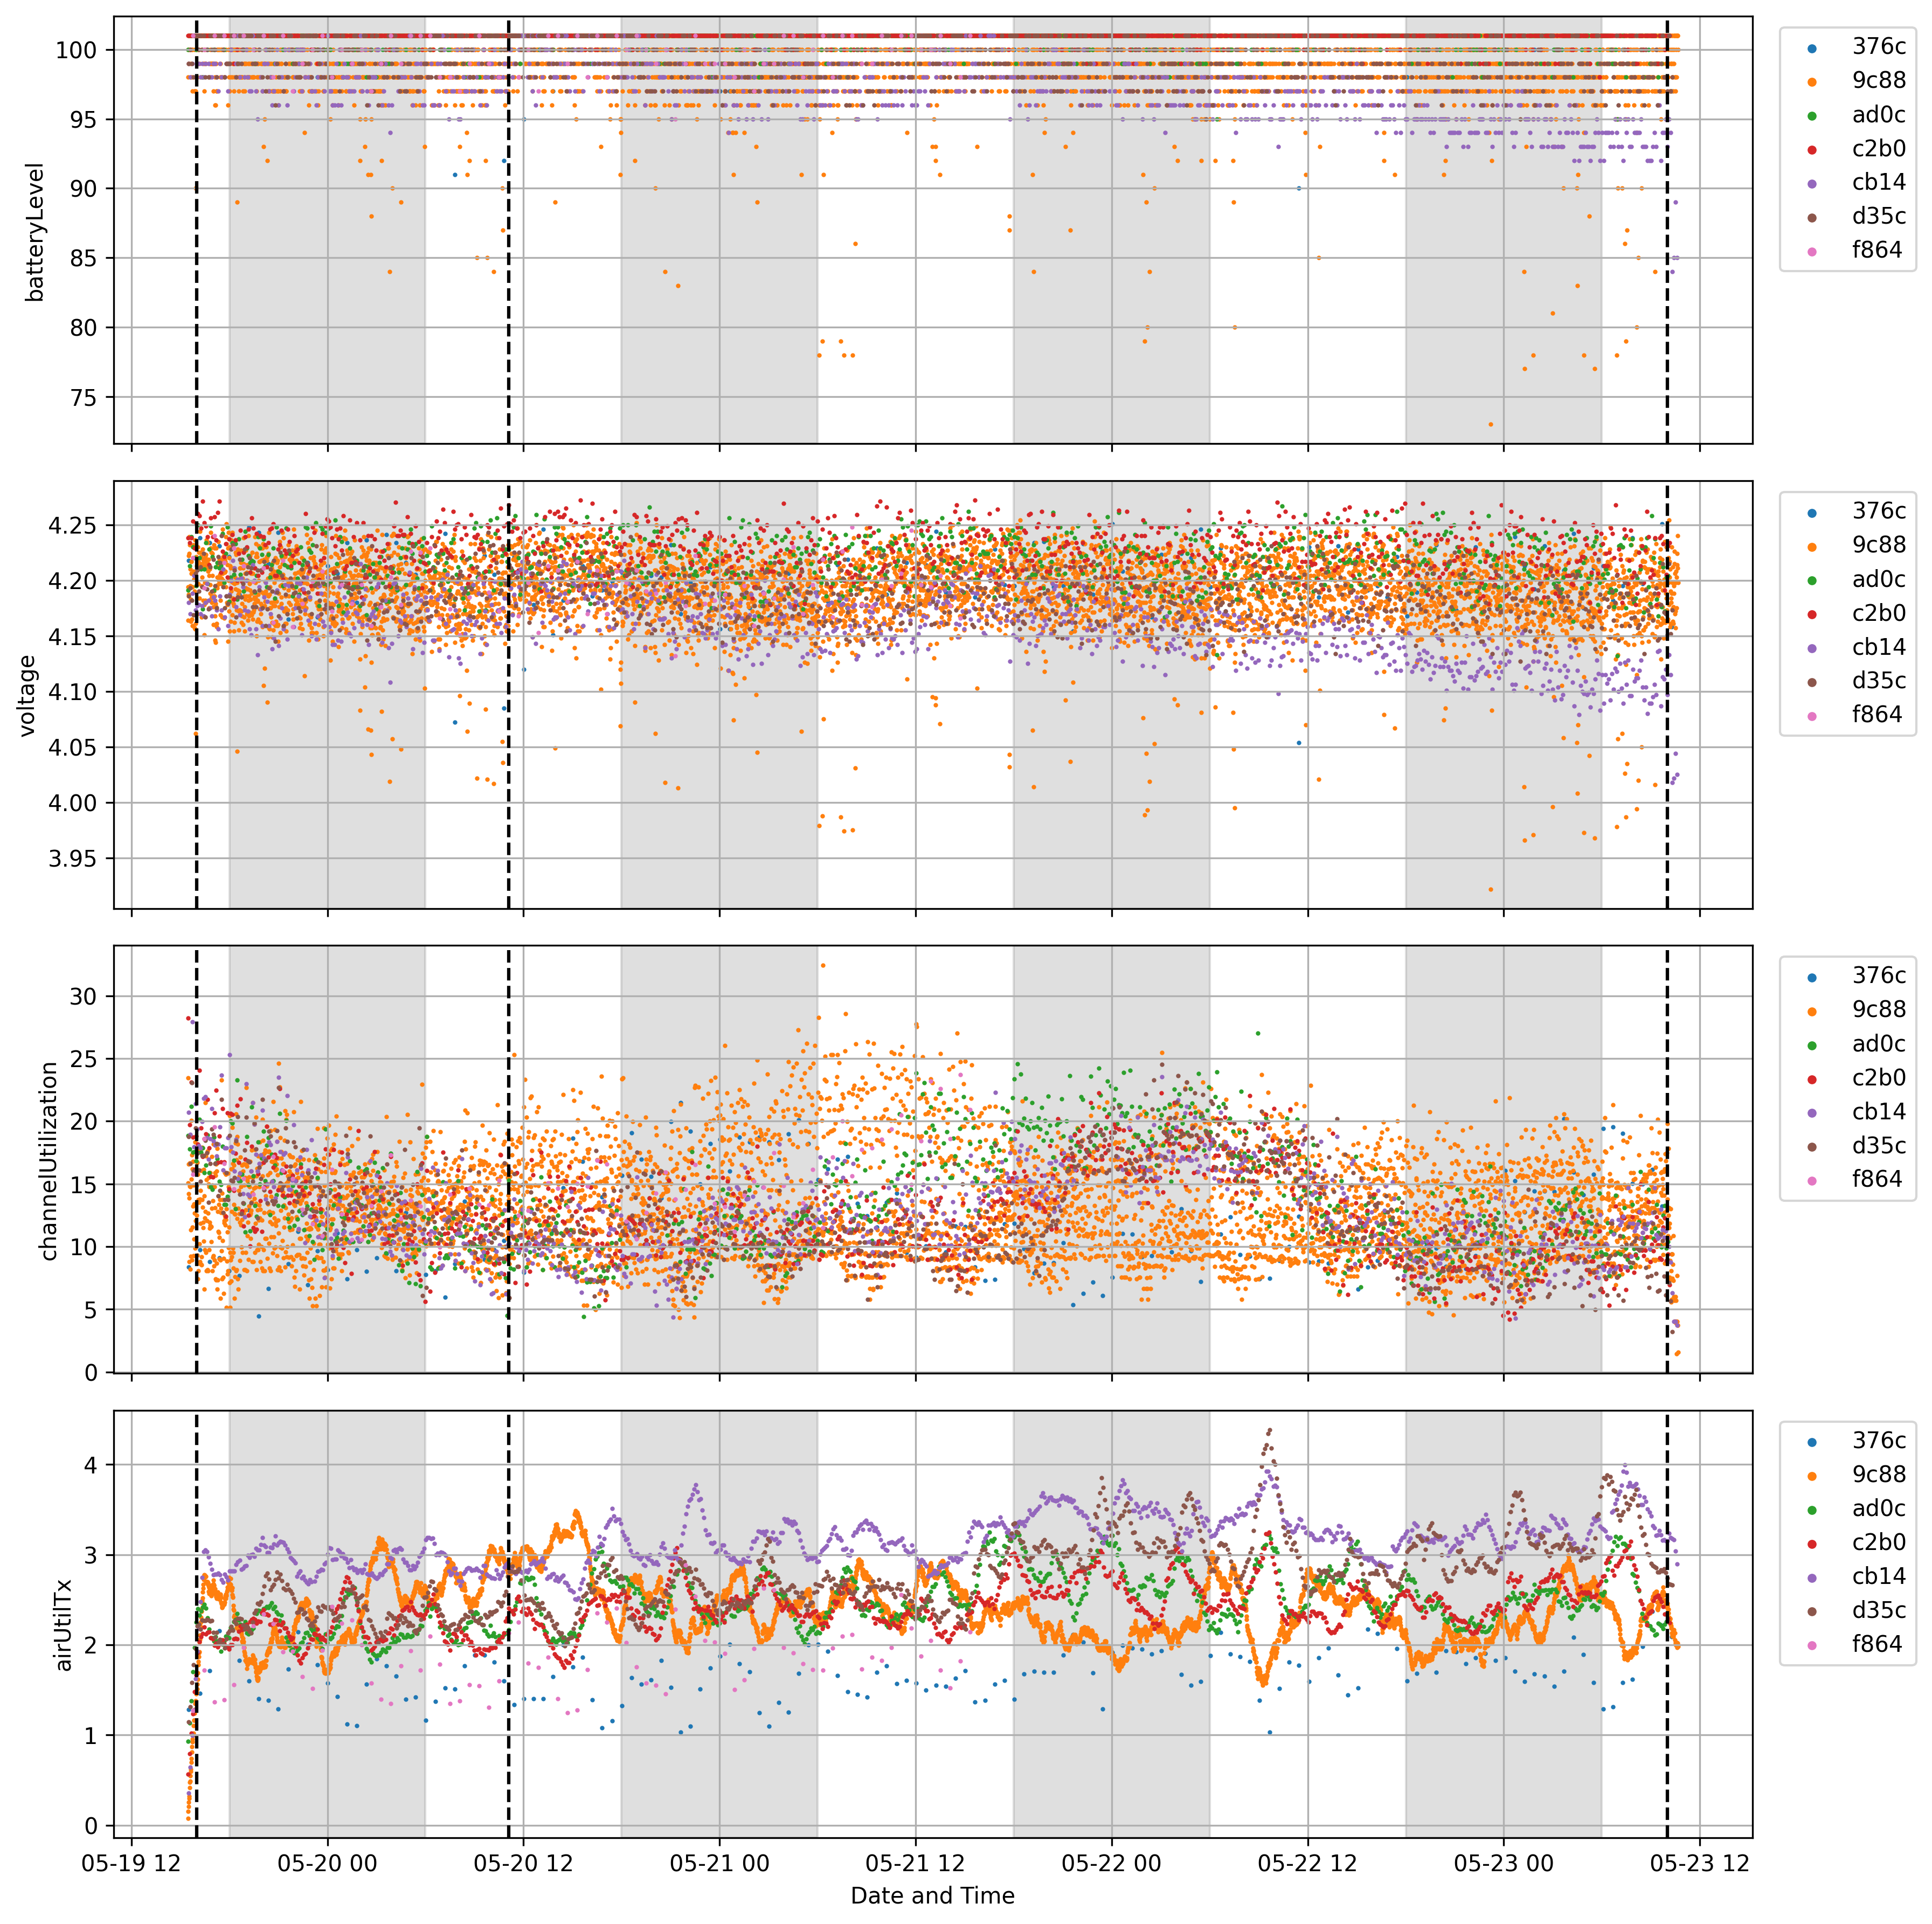 100
95
90
85
80
75
batteryLevel
376c
9c88
ad0c
c2b0
cb14
d35c
f864
4.25
4.20
4.15
4.10
4.05
4.00
3.95
voltage
376c
9c88
ad0c
c2b0
cb14
d35c
f864
30
25
20
15
10
5
0
channelUtilization
376c
9c88
ad0c
c2b0
cb14
d35c
f864
4
3
2
1
0
airUtilTx
376c
9c88
ad0c
c2b0
cb14
d35c
f864
05-19 12 05-20 00 05-20 12 05-21 00 05-21 12 05-22 00 05-22 12 05-23 00 05-23 12
Date and Time